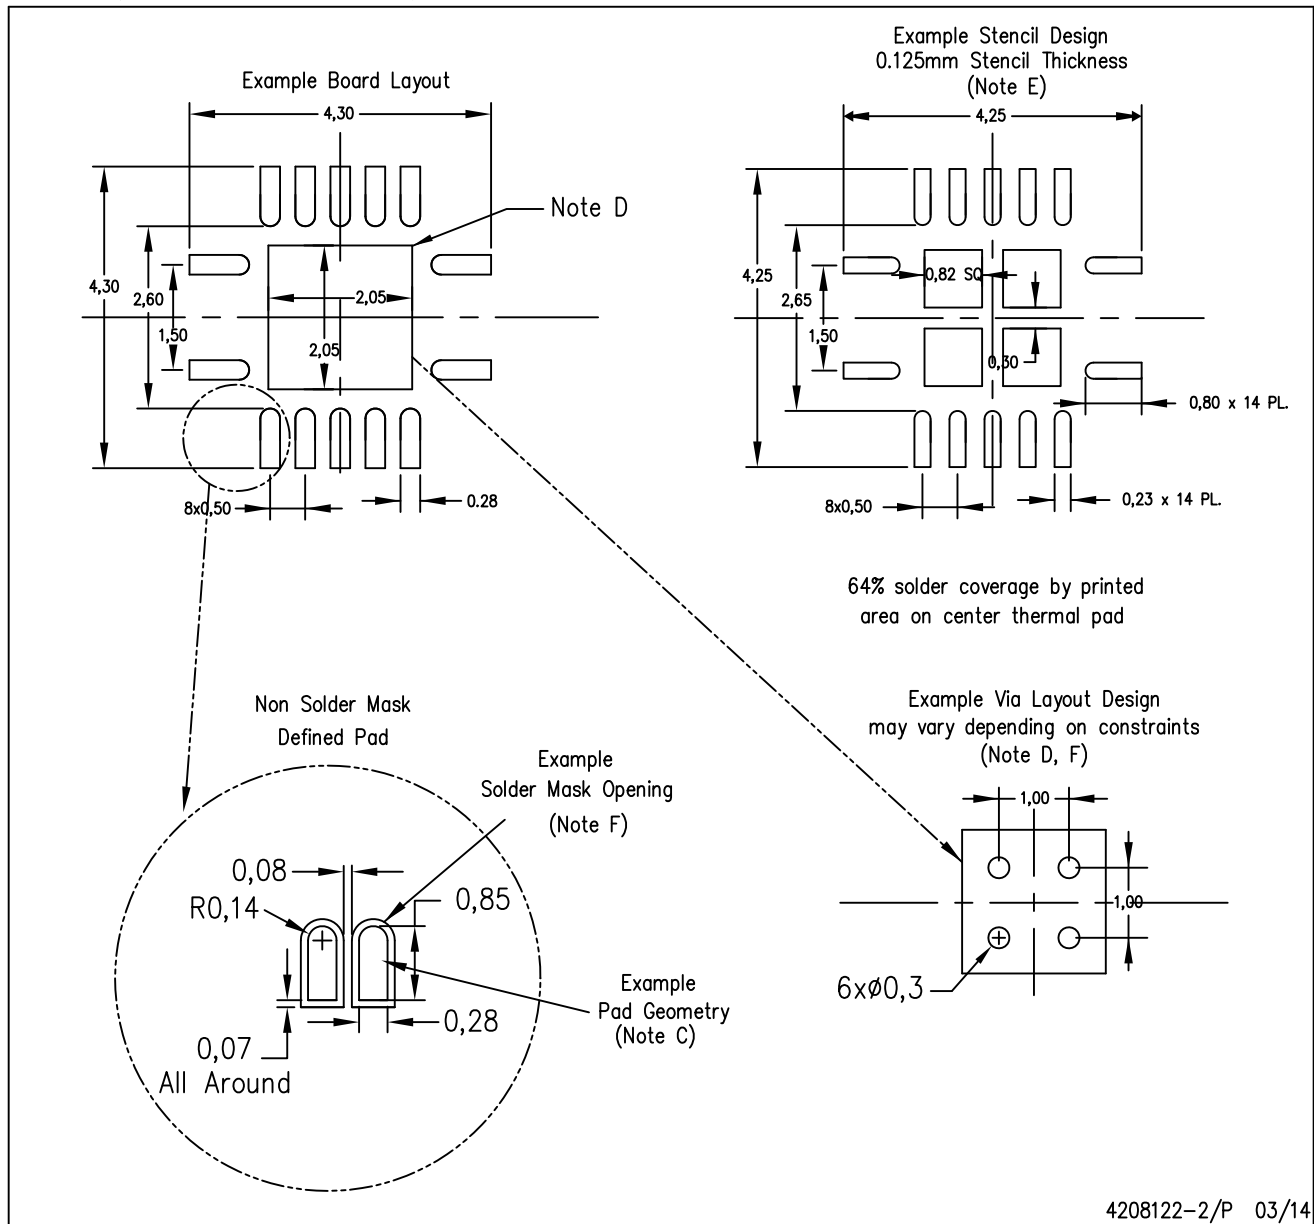 Example Board Layout
4,30
4,30
2,60
1,50
2,05
2,05
Note D
8x0,50
0.28
Example Stencil Design
0.125mm Stencil Thickness
(Note E)
4,25
4,25
2,65
1,50
0,82 SQ
0,30
0,80 x 14 PL.
8x0,50
0,23 x 14 PL.
64% solder coverage by printed
area on center thermal pad
Non Solder Mask
Defined Pad
Example
Solder Mask Opening
(Note F)
0,08
R0,14
0,85
0,28
0,07
All Around
Example
Pad Geometry
(Note C)
Example Via Layout Design
may vary depending on constraints
(Note D, F)
1,00
1,00
6xø0,3
4208122-2/P 03/14